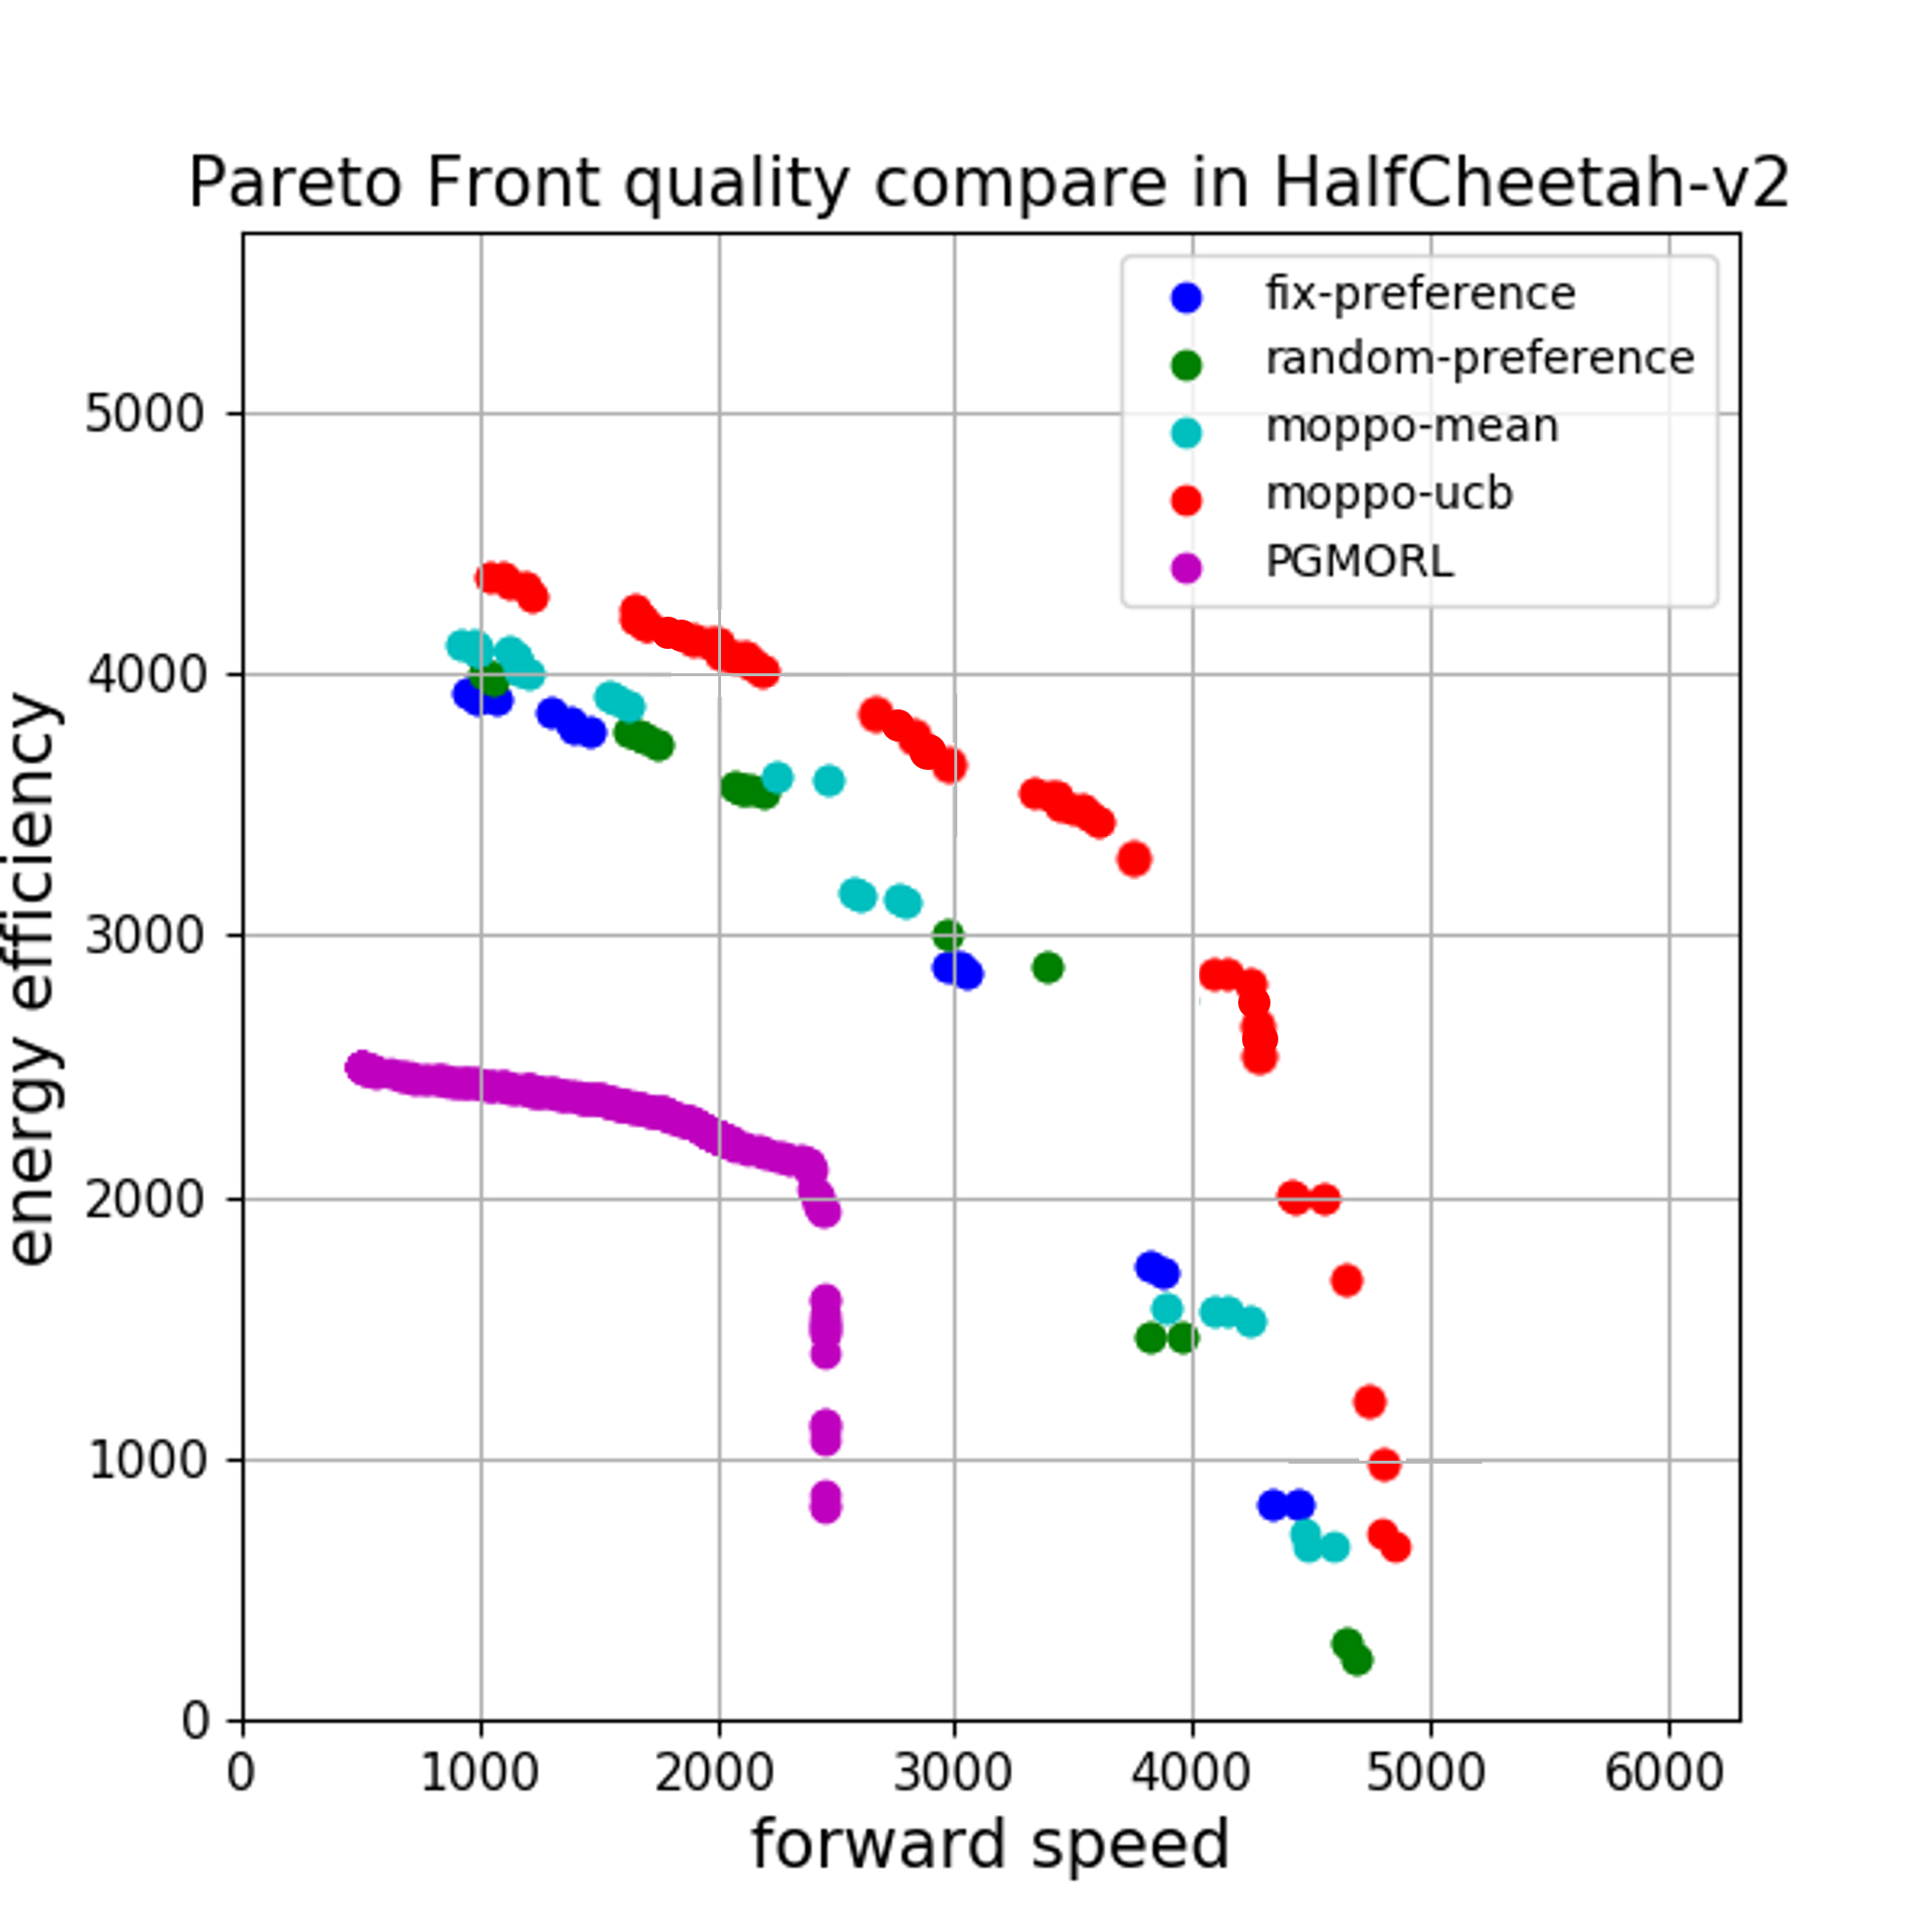 Pareto Front quality compare in HalfCheetah-v2
fix-preference
random-preference
moppo-mean
moppo-ucb
PGMORL
energy efficiency
5000
4000
3000
2000
1000
0
0 1000 2000 3000 4000 5000 6000
forward speed